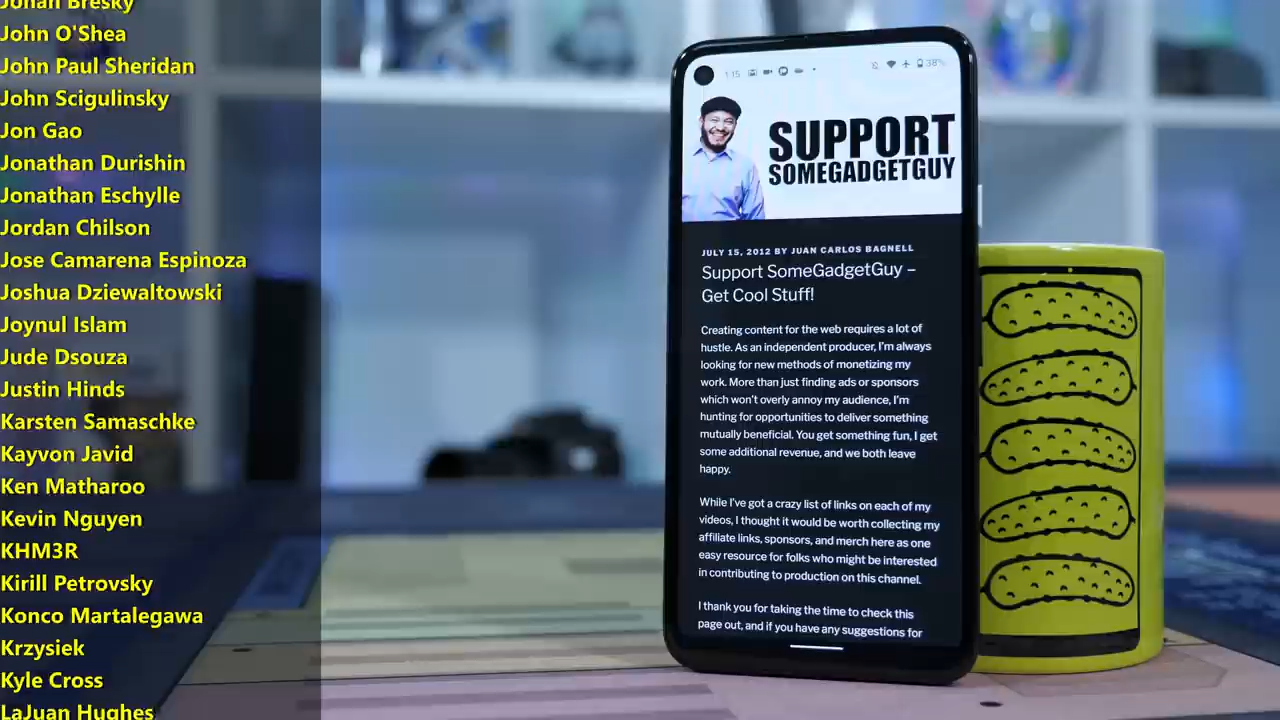 Johan Bresky
John O'Shea
John Paul Sheridan
John Scigulinsky
Jon Gao
Jonathan Durishin
Jonathan Eschylle
Jordan Chilson
Jose Camarena Espinoza
Joshua Dziewaltowski
Joynul Islam
Jude Dsouza
Justin Hinds
Karsten Samaschke
Kayvon Javid
Ken Matharoo
Kevin Nguyen
KHM3R
Kirill Petrovsky
Konco Martalegawa
Krzysiek
Kyle Cross
LaJuan Hughes
1:15
38%
SUPPORT
SOMEGADGETGUY
JULY 15, 2012 BY JUAN CARLOS BAGNELL
Support SomeGadgetGuy –
Get Cool Stuff!
Creating content for the web requires a lot of
hustle. As an independent producer, I'm always
looking for new methods of monetizing my
work. More than just finding ads or sponsors
which won't overly annoy my audience, I'm
hunting for opportunities to deliver something
mutually beneficial. You get something fun, I get
some additional revenue, and we both leave
happy.
While I've got a crazy list of links on each of my
videos, I thought it would be worth collecting my
affiliate links, sponsors, and merch here as one
easy resource for folks who might be interested
in contributing to production on this channel.
I thank you for taking the time to check this
page out, and if you have any suggestions for